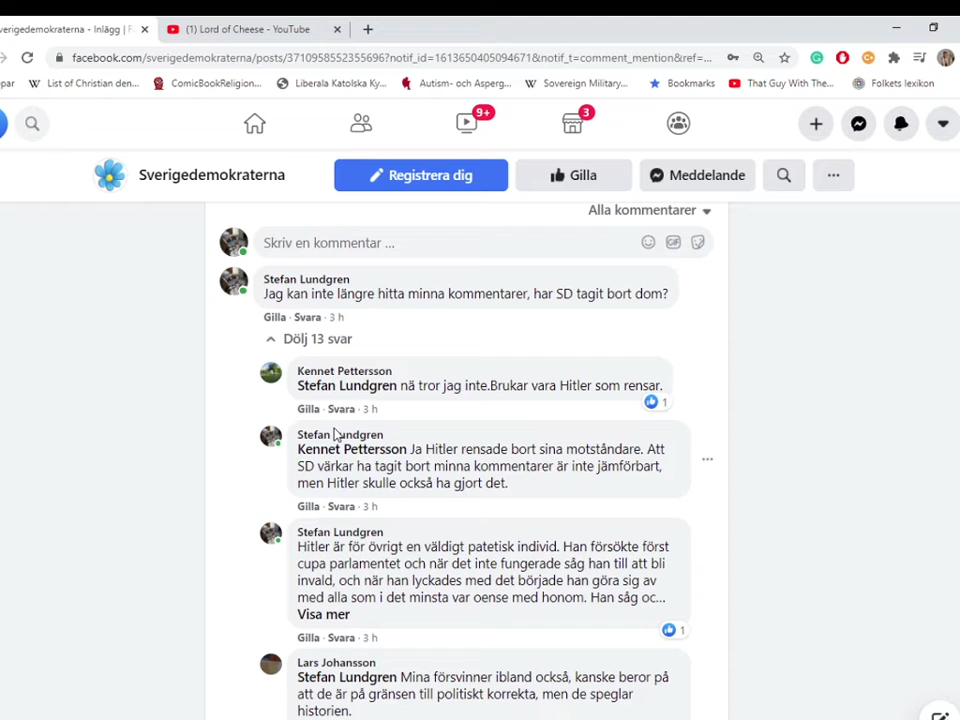 verigedemokraterna - Inlägg | F
(1) Lord of Cheese - YouTube
facebook.com/sverigedemokraterna/posts/3710958552355696?notif_id=1613650405094671&notif_t=comment_mention&ref=...
par
List of Christian den...
ComicBookReligion...
Liberala Katolska Ky...
Autism- och Asperg...
Sovereign Military...
Bookmarks
That Guy With The...
Folkets lexikon
9+
3
Sverigedemokraterna
Registrera dig
Gilla
Meddelande
Alla kommentarer
Skriv en kommentar ...
GIF
Stefan Lundgren
Jag kan inte längre hitta minna kommentarer, har SD tagit bort dom?
Gilla · Svara · 3 h
Dölj 13 svar
Kennet Pettersson
Stefan Lundgren nä tror jag inte.Brukar vara Hitler som rensar.
1
Gilla · Svara · 3 h
Stefan Lundgren
Kennet Pettersson Ja Hitler rensade bort sina motståndare. Att
SD värkar ha tagit bort minna kommentarer är inte jämförbart,
men Hitler skulle också ha gjort det.
Gilla · Svara · 3 h
Stefan Lundgren
Hitler är för övrigt en väldigt patetisk individ. Han försökte först
cupa parlamentet och när det inte fungerade såg han till att bli
invald, och när han lyckades med det började han göra sig av
med alla som i det minsta var oense med honom. Han såg oc...
Visa mer
1
Gilla · Svara · 3 h
Lars Johansson
Stefan Lundgren Mina försvinner ibland också, kanske beror på
att de är på gränsen till politiskt korrekta, men de speglar
historien.